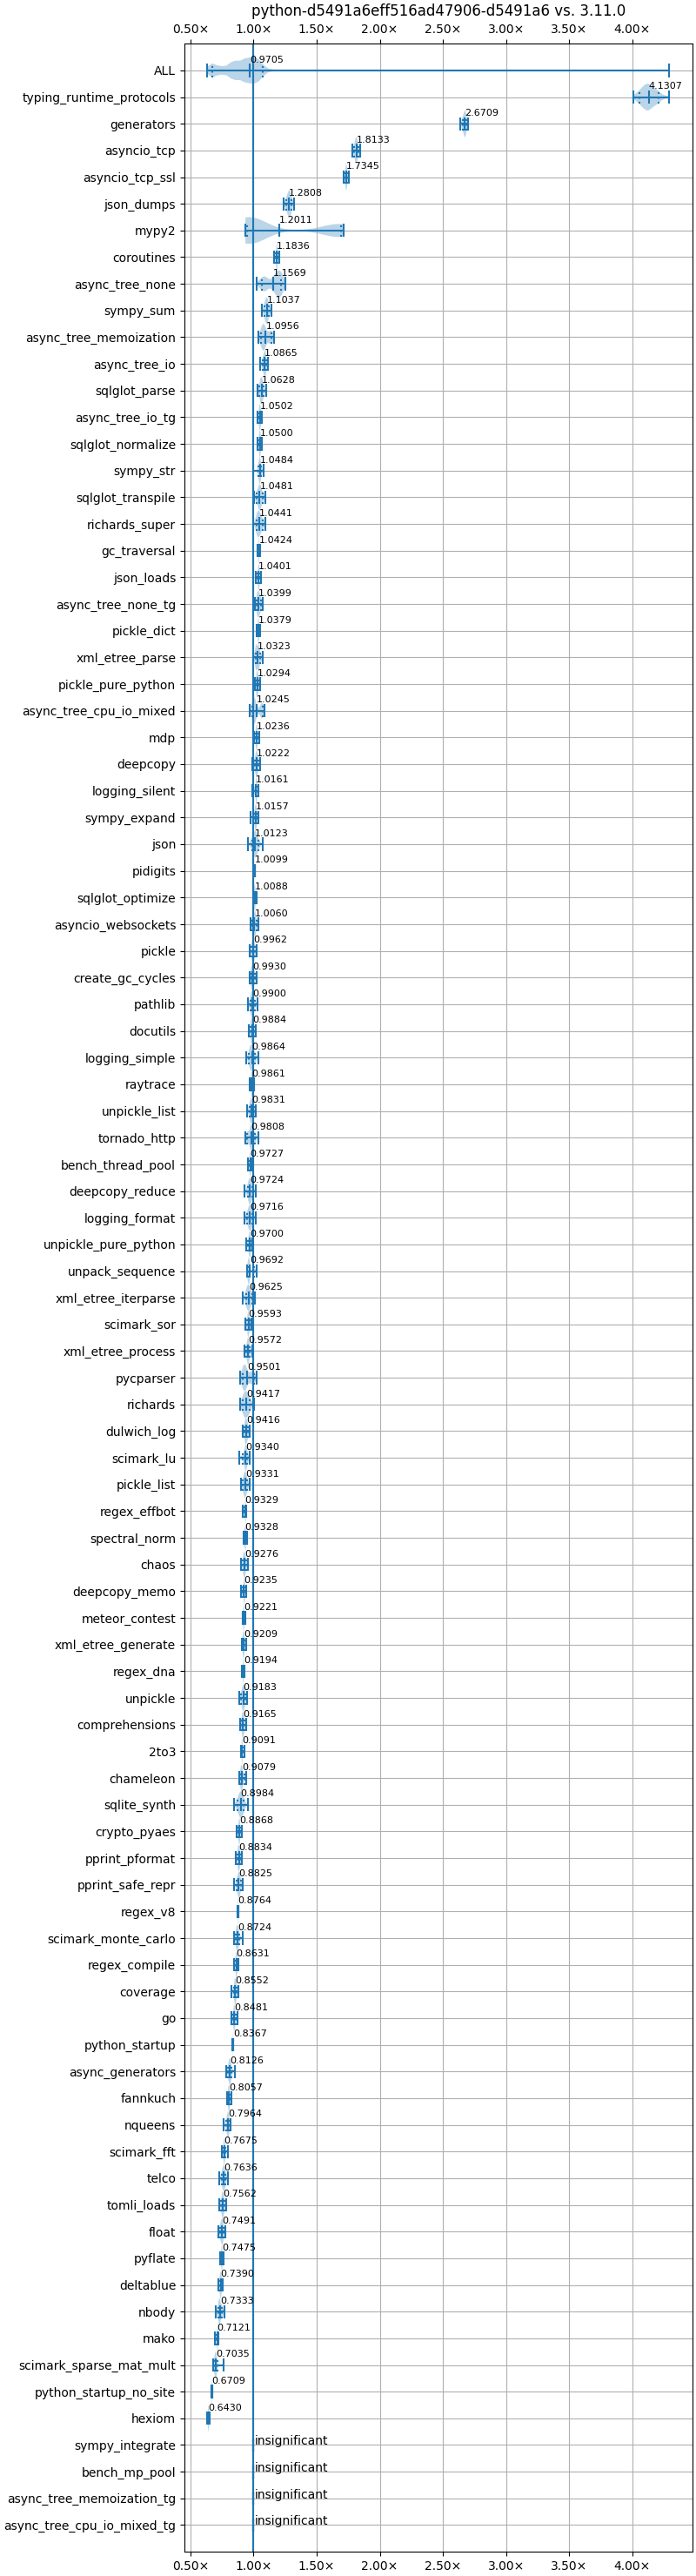 python-d5491a6eff516ad47906-d5491a6 vs. 3.11.0
0.50× 1.00× 1.50× 2.00× 2.50× 3.00× 3.50× 4.00×
ALL 0.9705
typing_runtime_protocols 4.1307
generators 2.6709
asyncio_tcp 1.8133
asyncio_tcp_ssl 1.7345
json_dumps 1.2808
mypy2 1.2011
coroutines 1.1836
async_tree_none 1.1569
sympy_sum 1.1037
async_tree_memoization 1.0956
async_tree_io 1.0865
sqlglot_parse 1.0628
async_tree_io_tg 1.0502
sqlglot_normalize 1.0500
sympy_str 1.0484
sqlglot_transpile 1.0481
richards_super 1.0441
gc_traversal 1.0424
json_loads 1.0401
async_tree_none_tg 1.0399
pickle_dict 1.0379
xml_etree_parse 1.0323
pickle_pure_python 1.0294
async_tree_cpu_io_mixed 1.0245
mdp 1.0236
deepcopy 1.0222
logging_silent 1.0161
sympy_expand 1.0157
json 1.0123
pidigits 1.0099
sqlglot_optimize 1.0088
asyncio_websockets 1.0060
pickle 0.9962
create_gc_cycles 0.9930
pathlib 0.9900
docutils 0.9884
logging_simple 0.9864
raytrace 0.9861
unpickle_list 0.9831
tornado_http 0.9808
bench_thread_pool 0.9727
deepcopy_reduce 0.9724
logging_format 0.9716
unpickle_pure_python 0.9700
unpack_sequence 0.9692
xml_etree_iterparse 0.9625
scimark_sor 0.9593
xml_etree_process 0.9572
pycparser 0.9501
richards 0.9417
dulwich_log 0.9416
scimark_lu 0.9340
pickle_list 0.9331
regex_effbot 0.9329
spectral_norm 0.9328
chaos 0.9276
deepcopy_memo 0.9235
meteor_contest 0.9221
xml_etree_generate 0.9209
regex_dna 0.9194
unpickle 0.9183
comprehensions 0.9165
2to3 0.9091
chameleon 0.9079
sqlite_synth 0.8984
crypto_pyaes 0.8868
pprint_pformat 0.8834
pprint_safe_repr 0.8825
regex_v8 0.8764
scimark_monte_carlo 0.8724
regex_compile 0.8631
coverage 0.8552
go 0.8481
python_startup 0.8367
async_generators 0.8126
fannkuch 0.8057
nqueens 0.7964
scimark_fft 0.7675
telco 0.7636
tomli_loads 0.7562
float 0.7491
pyflate 0.7475
deltablue 0.7390
nbody 0.7333
mako 0.7121
scimark_sparse_mat_mult 0.7035
python_startup_no_site 0.6709
hexiom 0.6430
sympy_integrate insignificant
bench_mp_pool insignificant
async_tree_memoization_tg insignificant
async_tree_cpu_io_mixed_tg insignificant
0.50× 1.00× 1.50× 2.00× 2.50× 3.00× 3.50× 4.00×